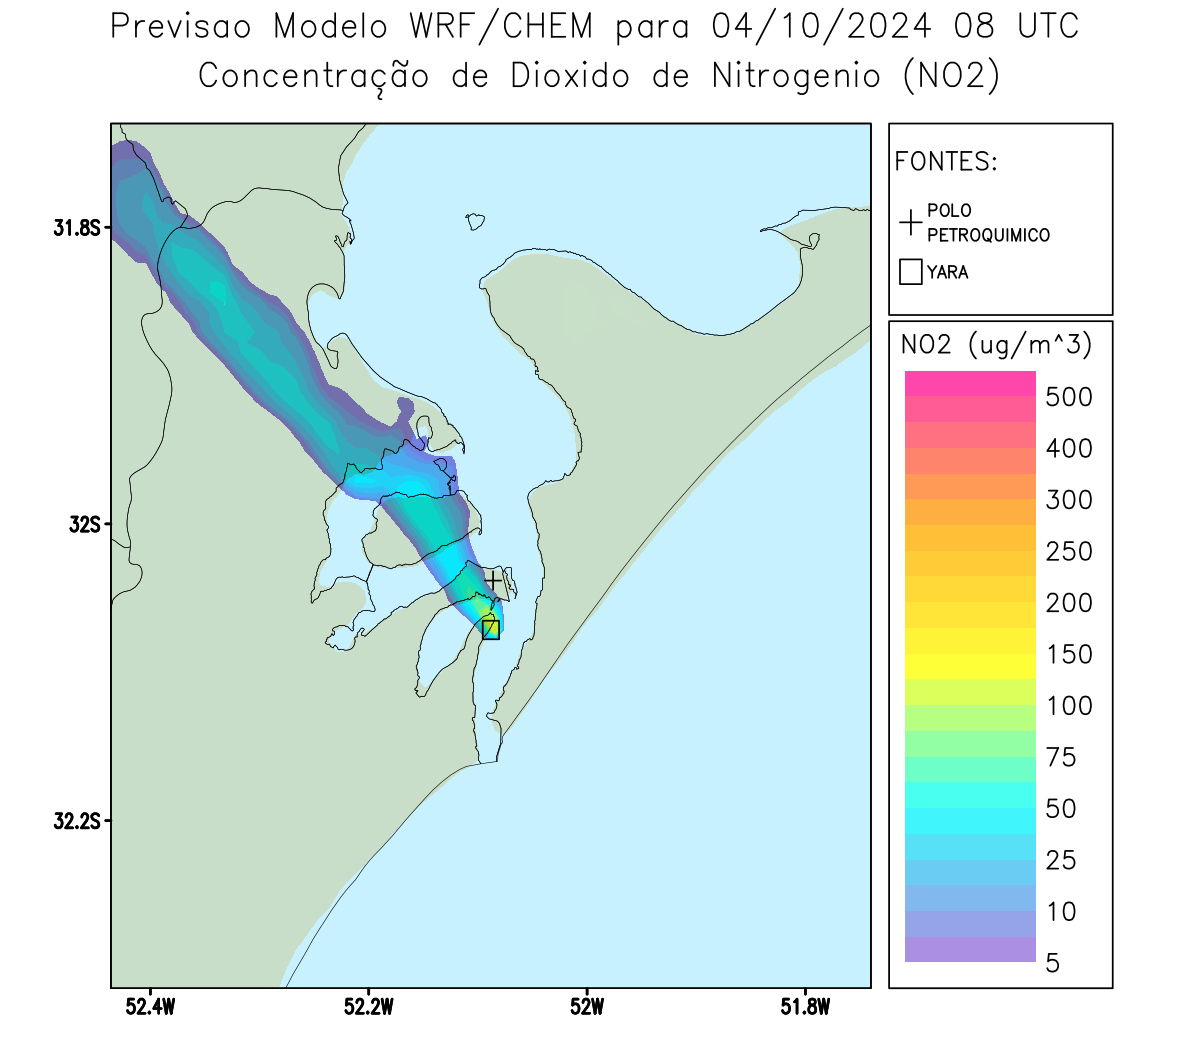 Previsao Modelo WRF/CHEM para 04/10/2024 08 UTC
Concentração de Dioxido de Nitrogenio (NO2)
FONTES:
POLO
PETROQUIMICO
YARA
NO2 (ug/m^3)
500
400
300
250
200
150
100
75
50
25
10
5
31.8S
32S
32.2S
52.4W
52.2W
52W
51.8W